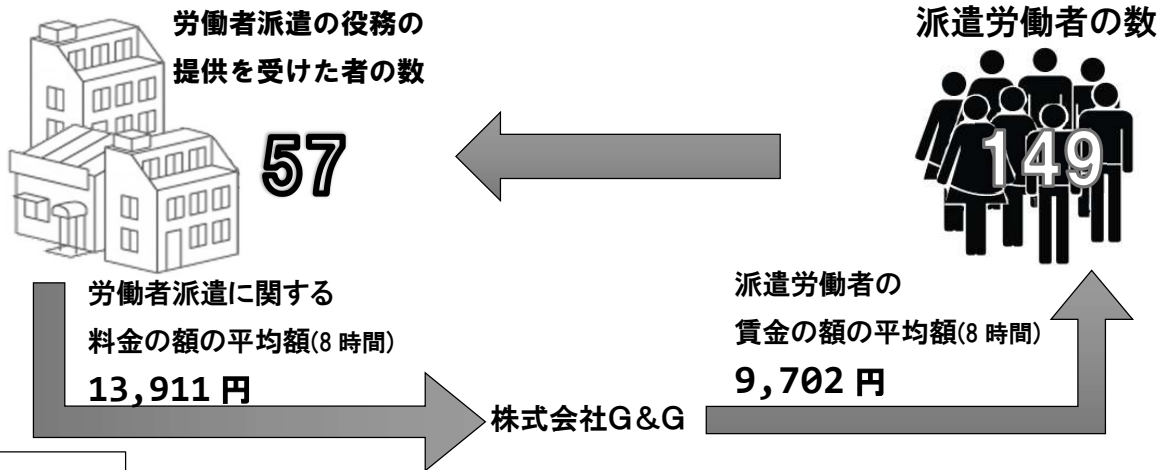 労働者派遣の役務の
提供を受けた者の数
57
派遣労働者の数
149
労働者派遣に関する
料金の額の平均額(8 時間)
13,911 円
派遣労働者の
賃金の額の平均額(8 時間)
9,702 円
株式会社G&G